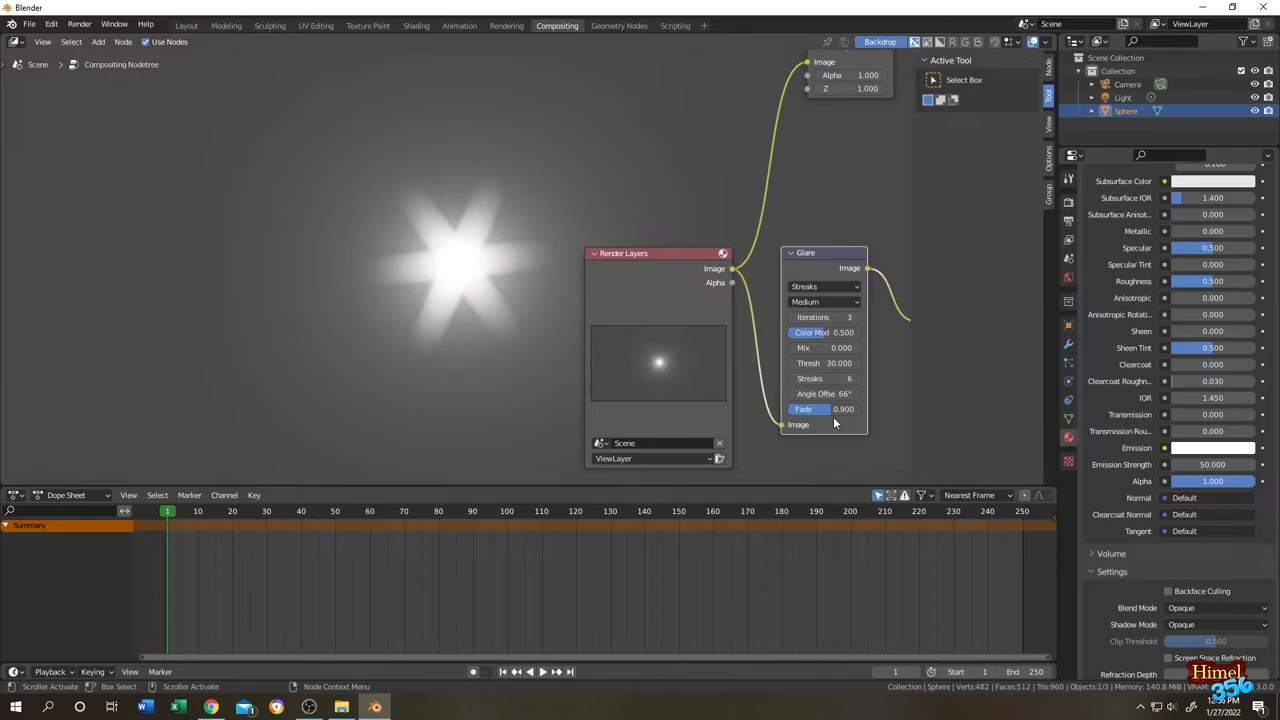 Blender
File Edit Render Window Help Layout Modeling Sculpting UV Editing Texture Paint Shading Animation Rendering Compositing Geometry Nodes Scripting + Scene ViewLayer
View Select Add Node Use Nodes Backdrop R G B
Scene > Compositing Nodetree
Image
Alpha 1.000
Z 1.000
Active Tool
Select Box
Node
Tool
View
Options
Group
Scene Collection
Collection
Camera
Light
Sphere
Render Layers
Image
Alpha
Scene
ViewLayer
Glare
Image
Streaks
Medium
Iterations 3
Color Mod 0.500
Mix 0.000
Thresh 30.000
Streaks 6
Angle Offse 66°
Fade 0.900
Image
Subsurface Color
Subsurface IOR 1.400
Subsurface Anisot... 0.000
Metallic 0.000
Specular 0.500
Specular Tint 0.000
Roughness 0.500
Anisotropic 0.000
Anisotropic Rotati... 0.000
Sheen 0.000
Sheen Tint 0.500
Clearcoat 0.000
Clearcoat Roughn... 0.030
IOR 1.450
Transmission 0.000
Transmission Rou... 0.000
Emission
Emission Strength 50.000
Alpha 1.000
Normal Default
Clearcoat Normal Default
Tangent Default
Volume
Settings
Backface Culling
Blend Mode Opaque
Shadow Mode Opaque
Clip Threshold 0.500
Screen Space Refraction
Refraction Depth
Dope Sheet View Select Marker Channel Key Nearest Frame
1 10 20 30 40 50 60 70 80 90 100 110 120 130 140 150 160 170 180 190 200 210 220 230 240 250
Summary
Playback Keying View Marker 1 Start 1 End 250
Scroller Activate Box Select Scroller Activate Node Context Menu Collection | Sphere | Verts:482 | Faces:512 | Tris:960 | Objects:1/3 | Memory: 140.8 MiB | VRAM: 3.0.0
Himel
356
1/27/2022